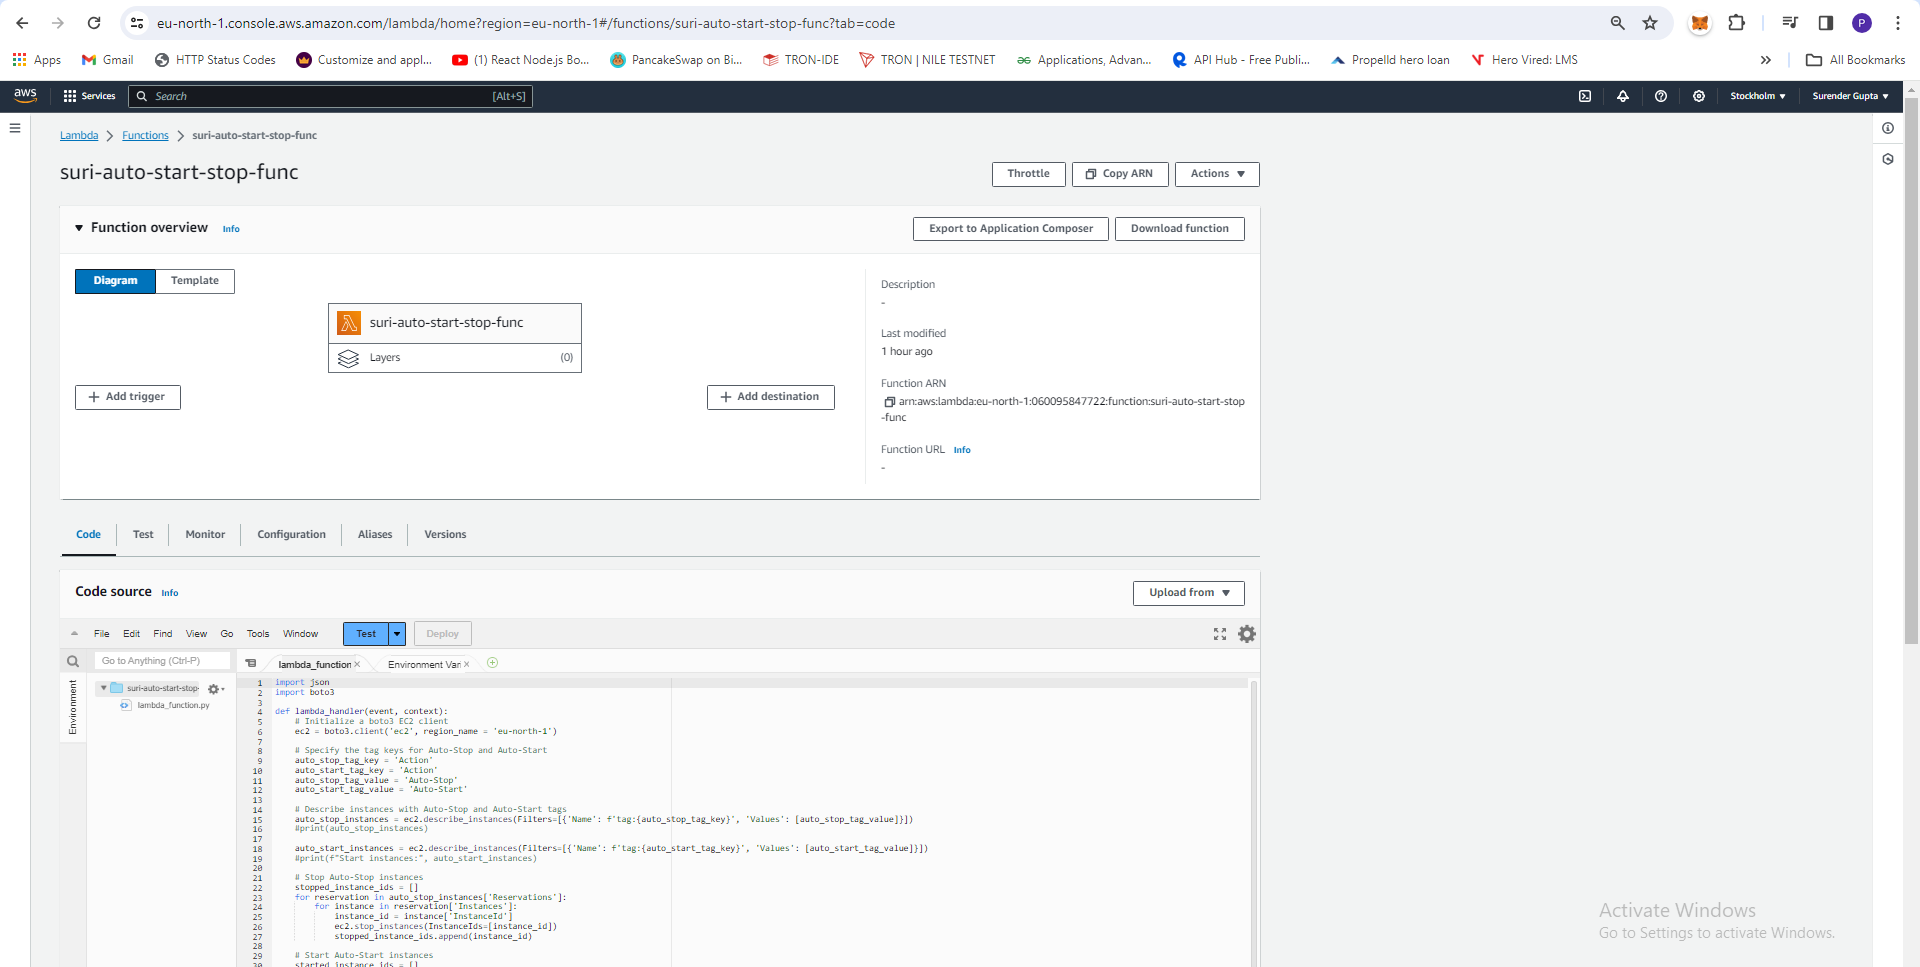 eu-north-1.console.aws.amazon.com/lambda/home?region=eu-north-1#/functions/suri-auto-start-stop-func?tab=code
P
Apps
Gmail
HTTP Status Codes
Customize and appl...
(1) React Node.js Bo...
PancakeSwap on Bi...
TRON-IDE
TRON | NILE TESTNET
Applications, Advan...
API Hub - Free Publi...
Propelld hero loan
Hero Vired: LMS
All Bookmarks
aws
Services
Search
[Alt+S]
Stockholm
Surender Gupta
Lambda
Functions
suri-auto-start-stop-func
suri-auto-start-stop-func
Throttle
Copy ARN
Actions
Function overview
Info
Export to Application Composer
Download function
Diagram
Template
suri-auto-start-stop-func
Layers
(0)
+ Add trigger
+ Add destination
Description
-
Last modified
1 hour ago
Function ARN
arn:aws:lambda:eu-north-1:060095847722:function:suri-auto-start-stop
-func
Function URL Info
-
Code
Test
Monitor
Configuration
Aliases
Versions
Code source
Info
Upload from
File
Edit
Find
View
Go
Tools
Window
Test
Deploy
Go to Anything (Ctrl-P)
lambda_function
Environment Vari
Environment
suri-auto-start-stop-
lambda_function.py
1 import json
2 import boto3
3
4 def lambda_handler(event, context):
5 # Initialize a boto3 EC2 client
6 ec2 = boto3.client('ec2', region_name = 'eu-north-1')
7
8 # Specify the tag keys for Auto-Stop and Auto-Start
9 auto_stop_tag_key = 'Action'
10 auto_start_tag_key = 'Action'
11 auto_stop_tag_value = 'Auto-Stop'
12 auto_start_tag_value = 'Auto-Start'
13
14 # Describe instances with Auto-Stop and Auto-Start tags
15 auto_stop_instances = ec2.describe_instances(Filters=[{'Name': f'tag:{auto_stop_tag_key}', 'Values': [auto_stop_tag_value]}])
16 #print(auto_stop_instances)
17
18 auto_start_instances = ec2.describe_instances(Filters=[{'Name': f'tag:{auto_start_tag_key}', 'Values': [auto_start_tag_value]}])
19 #print(f"Start instances:", auto_start_instances)
20
21 # Stop Auto-Stop instances
22 stopped_instance_ids = []
23 for reservation in auto_stop_instances['Reservations']:
24 for instance in reservation['Instances']:
25 instance_id = instance['InstanceId']
26 ec2.stop_instances(InstanceIds=[instance_id])
27 stopped_instance_ids.append(instance_id)
28
29 # Start Auto-Start instances
30 started_instance_ids = []
Activate Windows
Go to Settings to activate Windows.